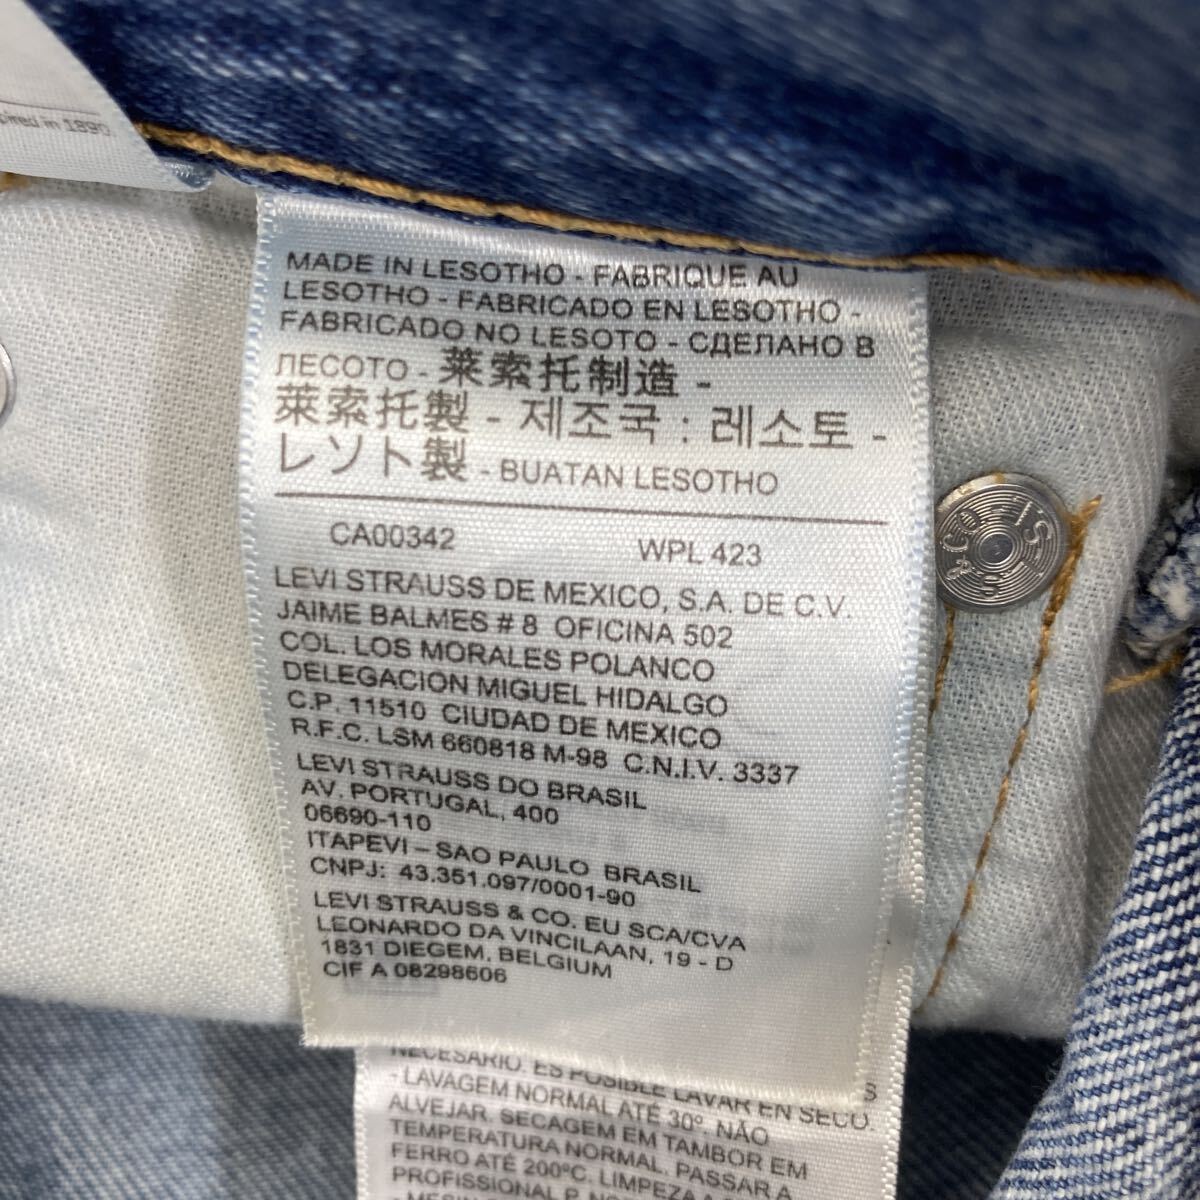 pired in 1890
MADE IN LESOTHO - FABRIQUE AU
LESOTHO - FABRICADO EN LESOTHO -
FABRICADO NO LESOTO - СДЕЛАНО В
ЛЕСОТО - 莱索托制造 -
萊索托製 - 제조국 : 레소토 -
レソト製 - BUATAN LESOTHO
CA00342 WPL 423
LEVI STRAUSS DE MEXICO, S.A. DE C.V.
JAIME BALMES # 8 OFICINA 502
COL. LOS MORALES POLANCO
DELEGACION MIGUEL HIDALGO
C.P. 11510 CIUDAD DE MEXICO
R.F.C. LSM 660818 M-98 C.N.I.V. 3337
LEVI STRAUSS DO BRASIL
AV. PORTUGAL, 400
06690-110
ITAPEVI – SAO PAULO BRASIL
CNPJ: 43.351.097/0001-90
LEVI STRAUSS & CO. EU SCA/CVA
LEONARDO DA VINCILAAN, 19 - D
1831 DIEGEM, BELGIUM
CIF A 08298606
NECESARIO. ES POSIBLE LAVAR EN SECO.
- LAVAGEM NORMAL ATÉ 30º. NÃO
ALVEJAR. SECAGEM EM TAMBOR EM
TEMPERATURA NORMAL. PASSAR A
FERRO ATÉ 200ºC. LIMPEZA A
PROFISSIONAL P.